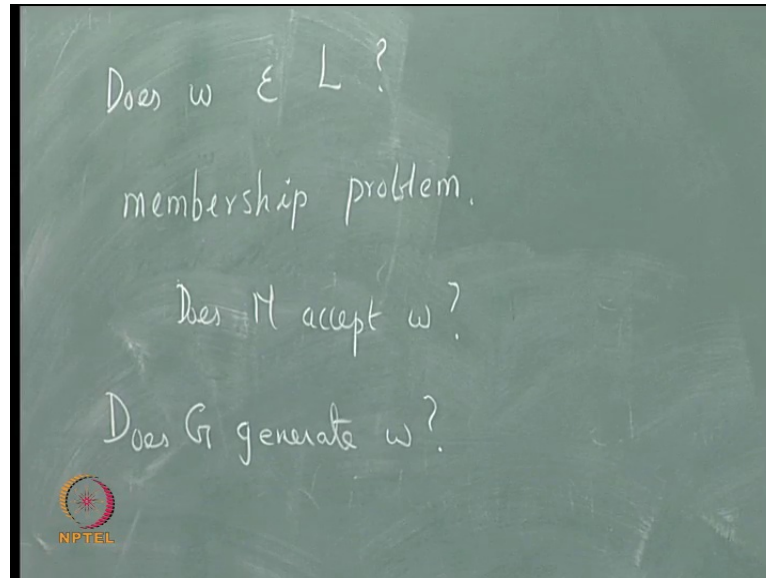 Does w ε L ?
membership problem.
Does M accept w ?
Does G generate w ?
NPTEL